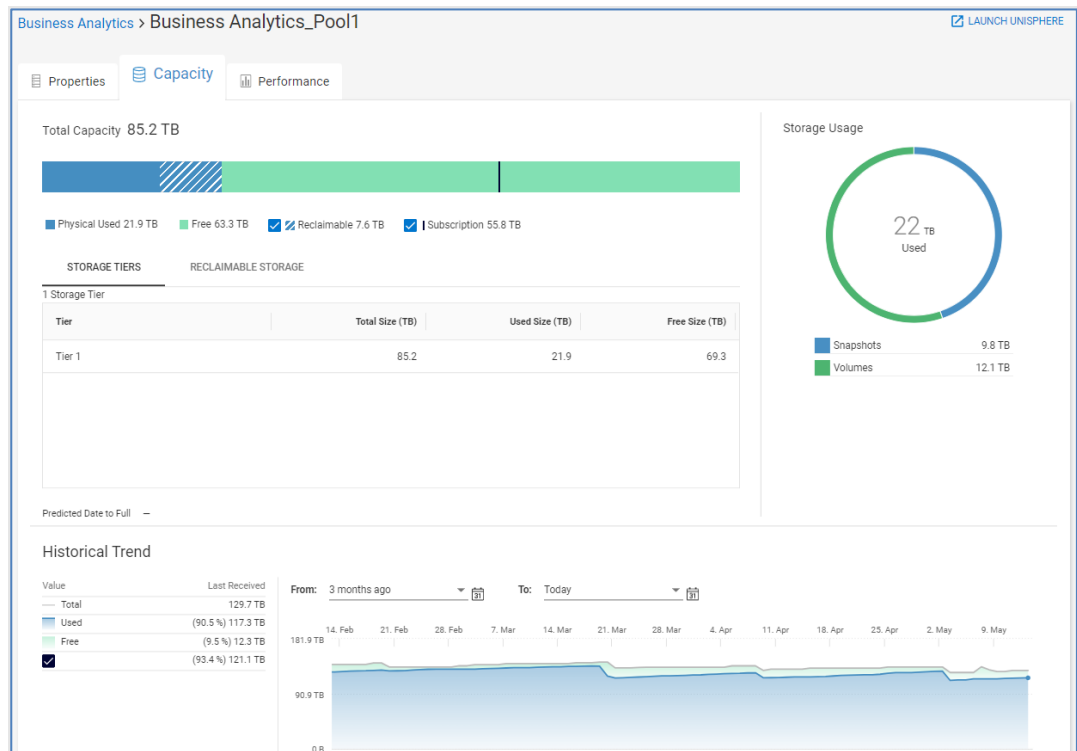 Business Analytics > Business Analytics_Pool1
LAUNCH UNISPHERE
Properties
Capacity
Performance
Total Capacity 85.2 TB
Physical Used 21.9 TB
Free 63.3 TB
Reclaimable 7.6 TB
Subscription 55.8 TB
STORAGE TIERS
RECLAIMABLE STORAGE
1 Storage Tier
Tier Total Size (TB) Used Size (TB) Free Size (TB)
Tier 1 85.2 21.9 69.3
Predicted Date to Full –
Storage Usage
22 TB
Used
Snapshots 9.8 TB
Volumes 12.1 TB
Historical Trend
Value Last Received
Total 129.7 TB
Used (90.5 %) 117.3 TB
Free (9.5 %) 12.3 TB
(93.4 %) 121.1 TB
From: 3 months ago 31 To: Today 31
14. Feb 21. Feb 28. Feb 7. Mar 14. Mar 21. Mar 28. Mar 4. Apr 11. Apr 18. Apr 25. Apr 2. May 9. May
181.9 TB
90.9 TB
0 B